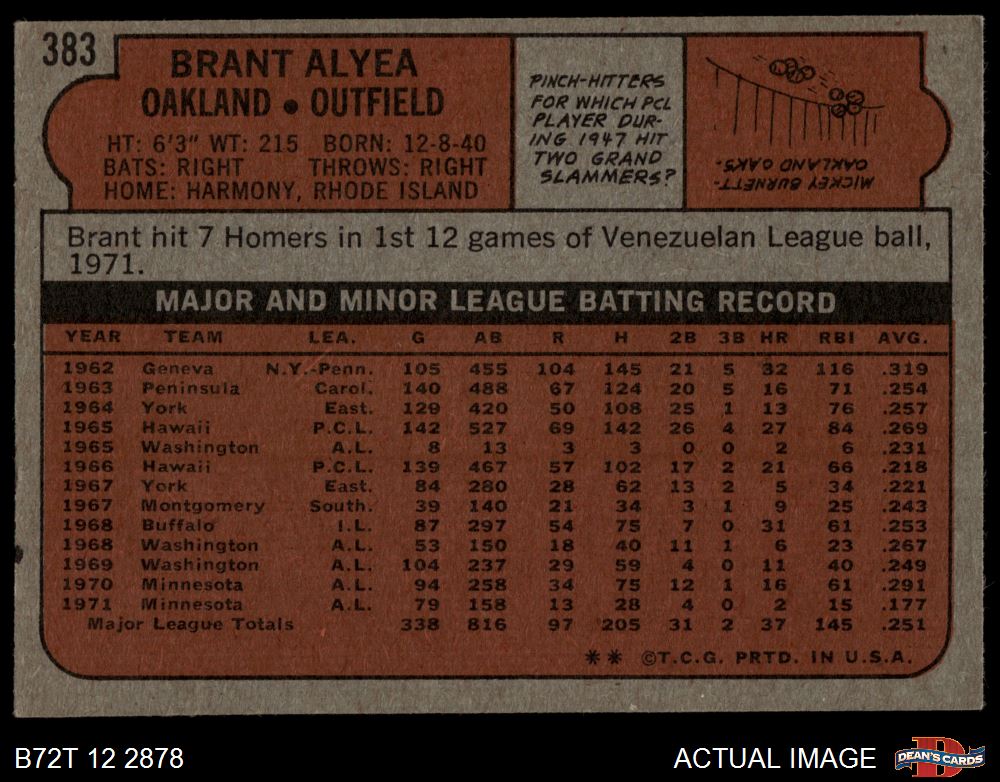 383
BRANT ALYEA
OAKLAND • OUTFIELD
HT: 6'3" WT: 215 BORN: 12-8-40
BATS: RIGHT THROWS: RIGHT
HOME: HARMONY, RHODE ISLAND
PINCH-HITTERS
FOR WHICH PCL
PLAYER DUR-
ING 1947 HIT
TWO GRAND
SLAMMERS?
MICKEY BURNETT-
OAKLAND OAKS.
Brant hit 7 Homers in 1st 12 games of Venezuelan League ball,
1971.
MAJOR AND MINOR LEAGUE BATTING RECORD
YEAR TEAM LEA. G AB R H 2B 3B HR RBI AVG.
1962 Geneva N.Y.-Penn. 105 455 104 145 21 5 32 116 .319
1963 Peninsula Carol. 140 488 67 124 20 5 16 71 .254
1964 York East. 129 420 50 108 25 1 13 76 .257
1965 Hawaii P.C.L. 142 527 69 142 26 4 27 84 .269
1965 Washington A.L. 8 13 3 3 0 0 2 6 .231
1966 Hawaii P.C.L. 139 467 57 102 17 2 21 66 .218
1967 York East. 84 280 28 62 13 2 5 34 .221
1967 Montgomery South. 39 140 21 34 3 1 9 25 .243
1968 Buffalo I.L. 87 297 54 75 7 0 31 61 .253
1968 Washington A.L. 53 150 18 40 11 1 6 23 .267
1969 Washington A.L. 104 237 29 59 4 0 11 40 .249
1970 Minnesota A.L. 94 258 34 75 12 1 16 61 .291
1971 Minnesota A.L. 79 158 13 28 4 0 2 15 .177
Major League Totals 338 816 97 205 31 2 37 145 .251
** ©T.C.G. PRTD. IN U.S.A.
B72T 12 2878
ACTUAL IMAGE
D
DEAN'S CARDS